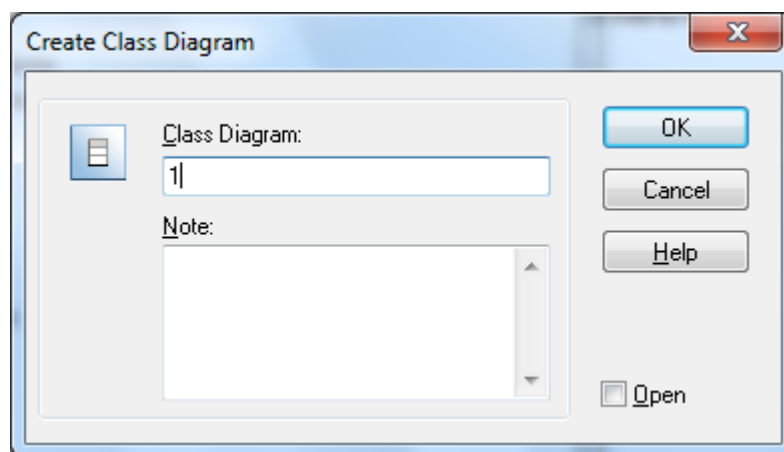 Create Class Diagram
Class Diagram:
1
Note:
OK
Cancel
Help
Open